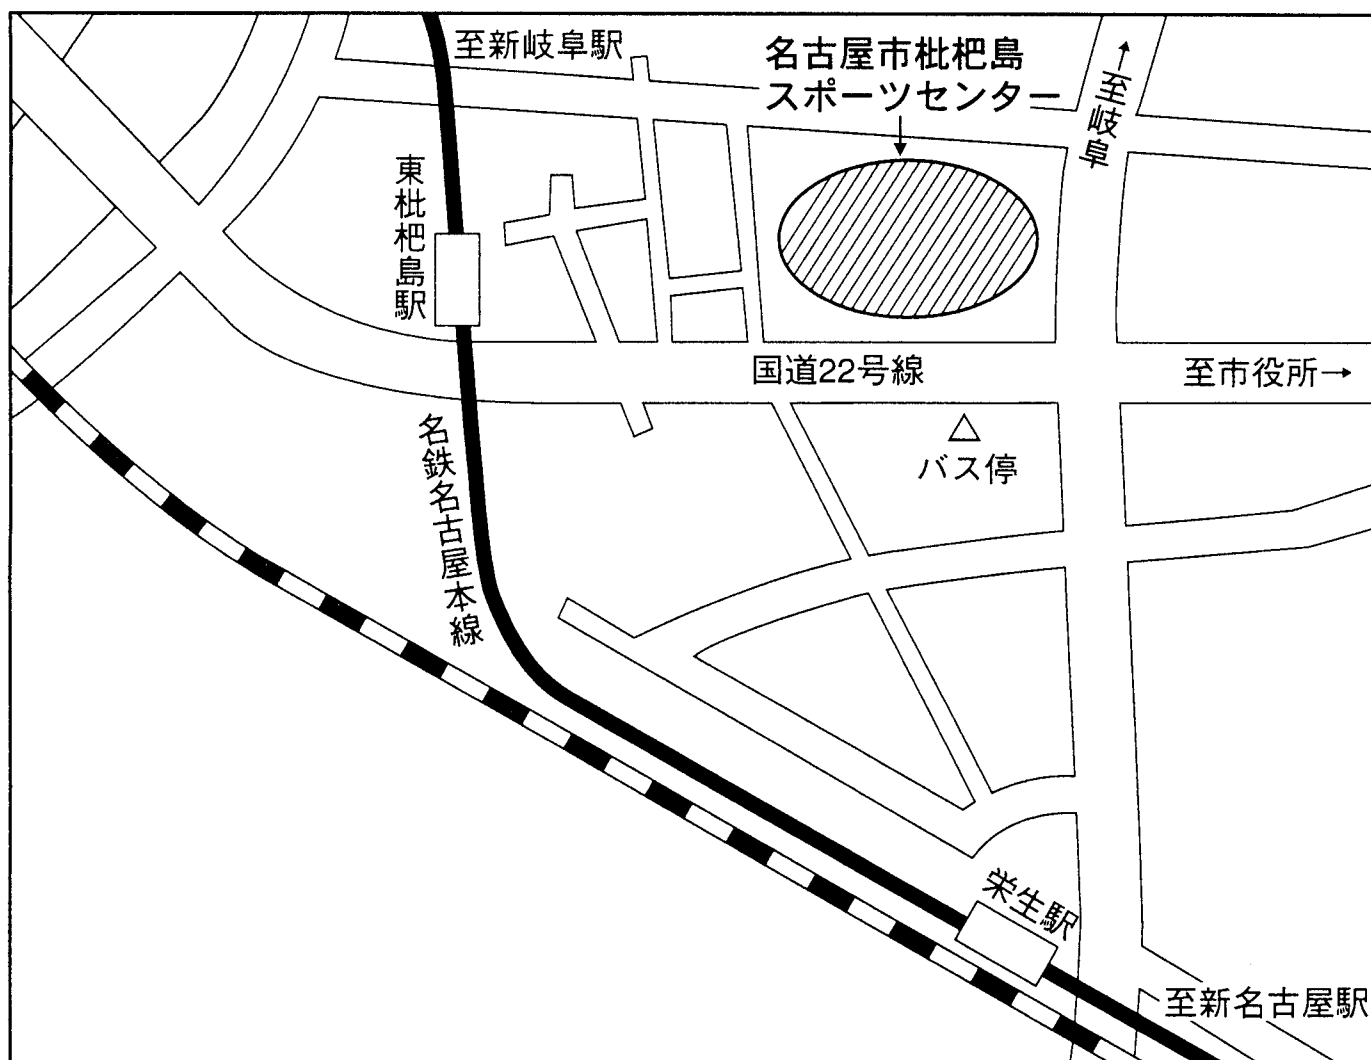 至新岐阜駅
名古屋市枇杷島
スポーツセンター
↑至岐阜
東枇杷島駅
国道22号線
至市役所→
バス停
名鉄名古屋本線
栄生駅
至新名古屋駅